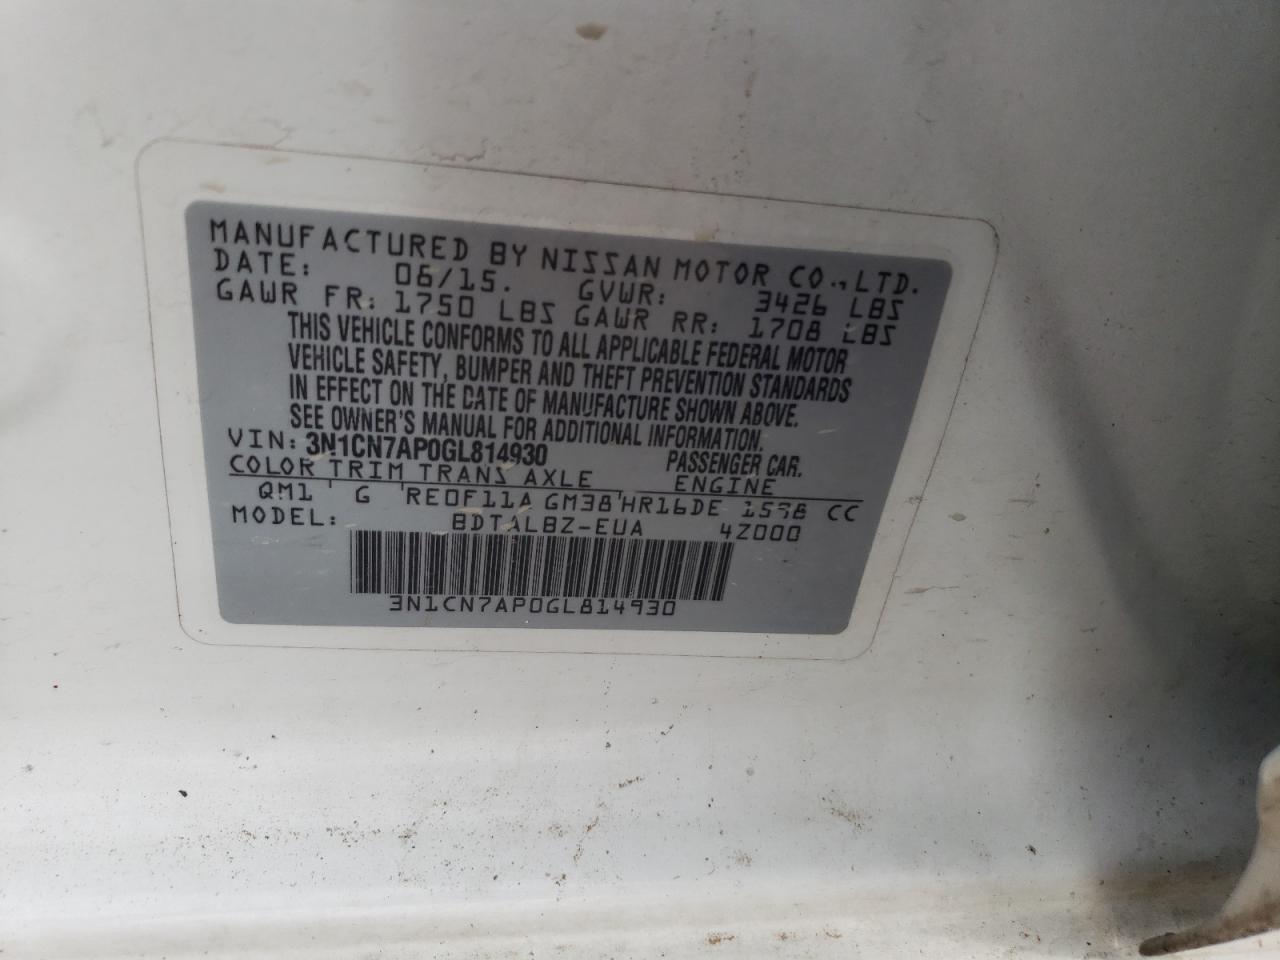 MANUFACTURED BY NISSAN MOTOR CO., LTD.
DATE: 06/15. GVWR: 3426 LBS
GAWR FR: 1750 LBS GAWR RR: 1708 LBS
THIS VEHICLE CONFORMS TO ALL APPLICABLE FEDERAL MOTOR
VEHICLE SAFETY, BUMPER AND THEFT PREVENTION STANDARDS
IN EFFECT ON THE DATE OF MANUFACTURE SHOWN ABOVE.
SEE OWNER'S MANUAL FOR ADDITIONAL INFORMATION.
VIN: 3N1CN7AP0GL814930 PASSENGER CAR.
COLOR TRIM TRANS AXLE ENGINE
QM1 ' G 'RE0F11A GM38'HR16DE 1598 CC
MODEL: BDTALBZ-EUA 4Z000
3N1CN7AP0GL814930